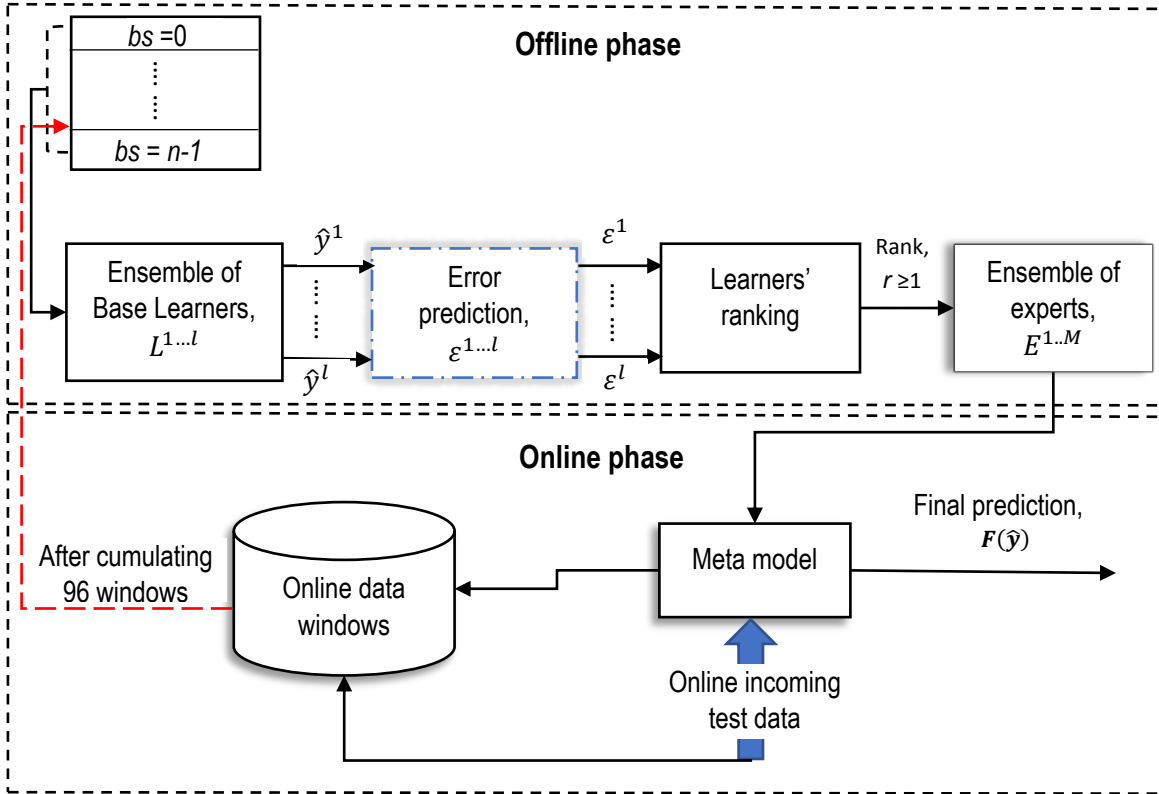 bs =0
Offline phase
bs = n-1
ŷ¹
ε¹
Ensemble of
Base Learners,
L¹…ˡ
Error
prediction,
ε¹…ˡ
Learners’
ranking
Rank,
r ≥1
Ensemble of
experts,
E¹‥ᴹ
ŷˡ
εˡ
Online phase
Final prediction,
F(ŷ)
After cumulating
96 windows
Online data
windows
Meta model
Online incoming
test data